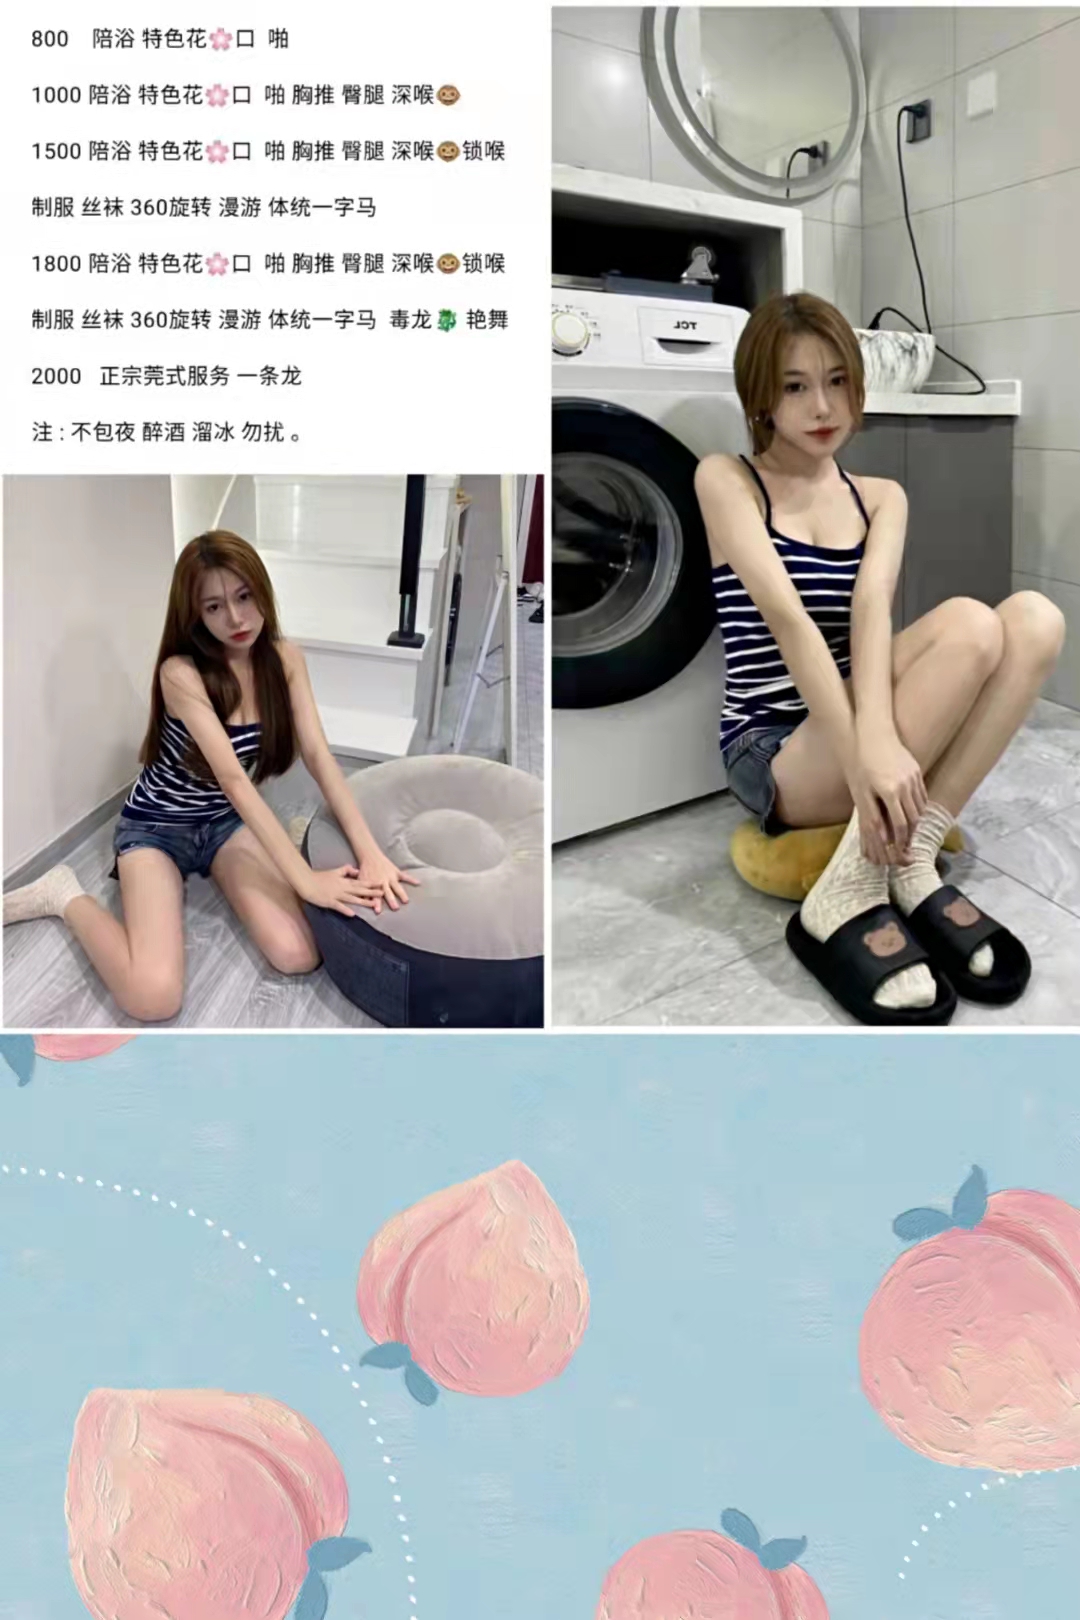 800 陪浴 特色花🌸口 啪
1000 陪浴 特色花🌸口 啪 胸推 臀腿 深喉🐵
1500 陪浴 特色花🌸口 啪 胸推 臀腿 深喉🐵锁喉
制服 丝袜 360旋转 漫游 体统一字马
1800 陪浴 特色花🌸口 啪 胸推 臀腿 深喉🐵锁喉
制服 丝袜 360旋转 漫游 体统一字马 毒龙🐉 艳舞
2000 正宗莞式服务 一条龙
注 : 不包夜 醉酒 溜冰 勿扰 。
TCL